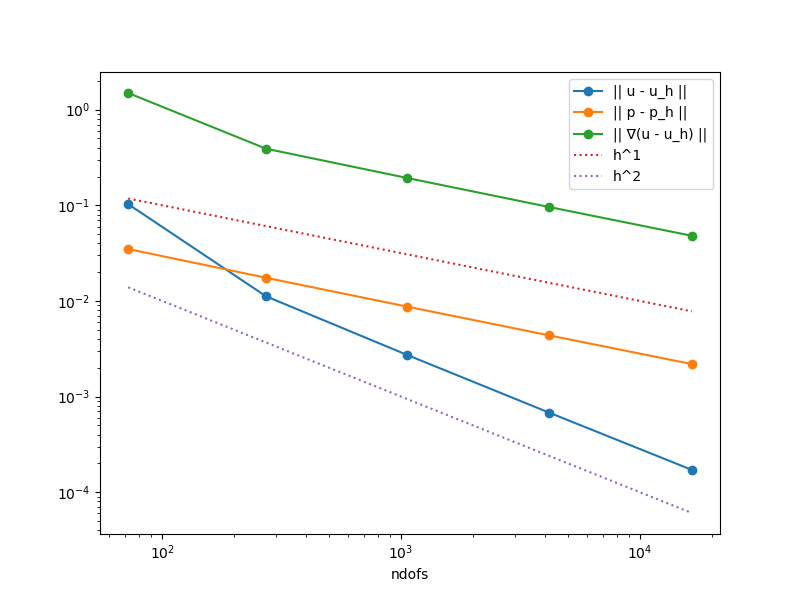 || u - u_h ||
|| p - p_h ||
|| ∇(u - u_h) ||
h^1
h^2
10^0
10^-1
10^-2
10^-3
10^-4
10^2
10^3
10^4
ndofs